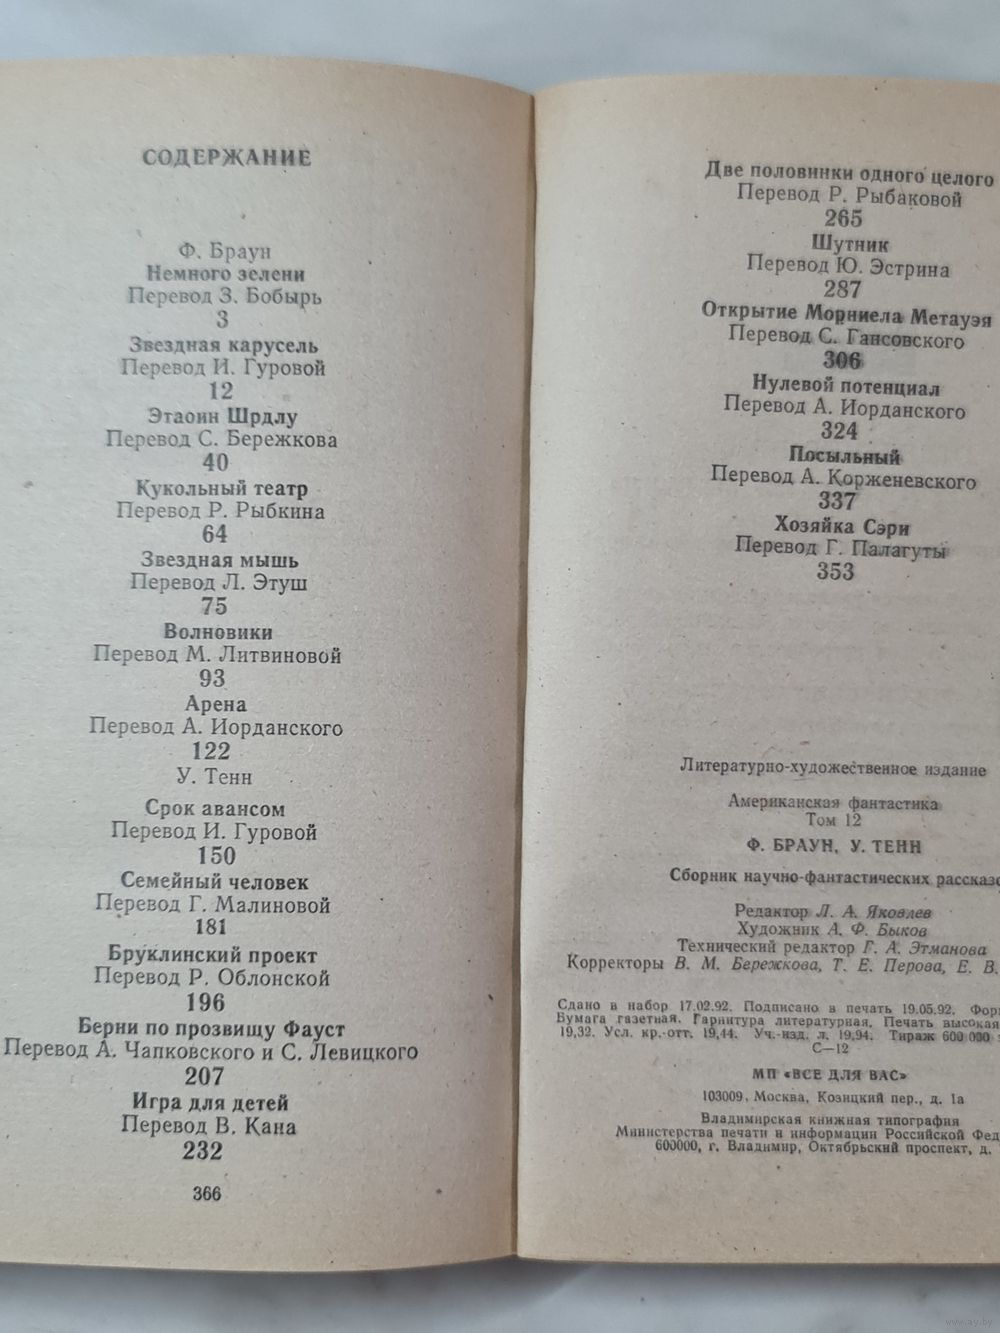 СОДЕРЖАНИЕ
Ф. Браун
Немного зелени
Перевод З. Бобырь
3
Звездная карусель
Перевод И. Гуровой
12
Этаоин Шрдлу
Перевод С. Бережкова
40
Кукольный театр
Перевод Р. Рыбкина
64
Звездная мышь
Перевод Л. Этуш
75
Волновики
Перевод М. Литвиновой
93
Арена
Перевод А. Иорданского
122
У. Тенн
Срок авансом
Перевод И. Гуровой
150
Семейный человек
Перевод Г. Малиновой
181
Бруклинский проект
Перевод Р. Облонской
196
Берни по прозвищу Фауст
Перевод А. Чапковского и С. Левицкого
207
Игра для детей
Перевод В. Кана
232
366
Две половинки одного целого
Перевод Р. Рыбаковой
265
Шутник
Перевод Ю. Эстрина
287
Открытие Морниела Метауэя
Перевод С. Гансовского
306
Нулевой потенциал
Перевод А. Иорданского
324
Посыльный
Перевод А. Корженевского
337
Хозяйка Сэри
Перевод Г. Палагуты
353
Литературно-художественное издание
Американская фантастика
Том 12
Ф. БРАУН, У. ТЕНН
Сборник научно-фантастических
Редактор Л. А. Яковлев
Художник А. Ф. Быков
Технический редактор Г. А. Этманова
Корректоры В. М. Бережкова, Т. Е. Перова, Е. В.
Сдано в набор 17.02.92. Подписано в печать 19.05.92.
Бумага газетная. Гарнитура литературная. Печать высокая
19,32. Усл. кр.-отт. 19,44. Уч.-изд. л. 19,94. Тираж 600 000
С—12
МП «ВСЕ ДЛЯ ВАС»
103009, Москва, Козицкий пер., д. 1а
Владимирская книжная типография
Министерства печати и информации Российской
600000, г. Владимир, Октябрьский проспект, д.
www.ay.by